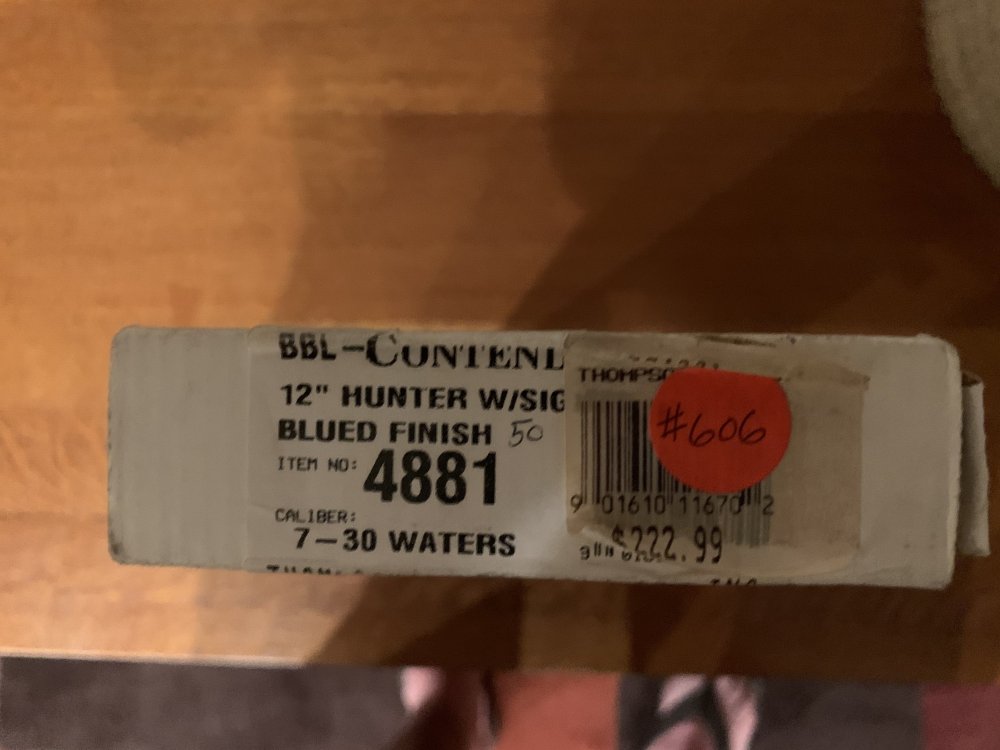 BBL-CONTEND
12" HUNTER W/SIG
BLUED FINISH 50
ITEM NO: 4881
CALIBER:
7-30 WATERS
THOMPSO
#606
9 01610 11670 2
$222.99